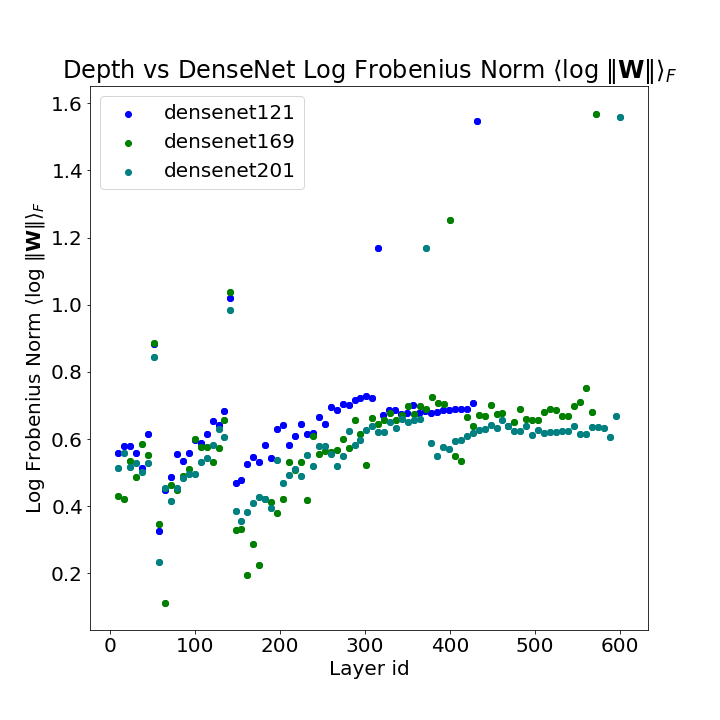 Depth vs DenseNet Log Frobenius Norm ⟨log ‖W‖⟩F
densenet121
densenet169
densenet201
Log Frobenius Norm ⟨log ‖W‖⟩F
1.6
1.4
1.2
1.0
0.8
0.6
0.4
0.2
0 100 200 300 400 500 600
Layer id